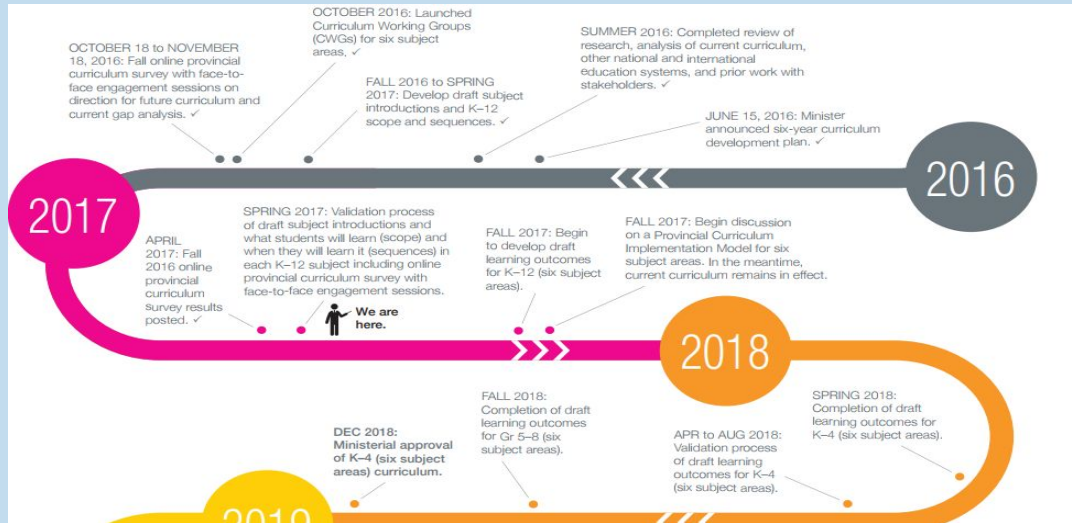 OCTOBER 2016: Launched
Curriculum Working Groups
(CWGs) for six subject
areas. ✓
OCTOBER 18 to NOVEMBER
18, 2016: Fall online provincial
curriculum survey with face-to-
face engagement sessions on
direction for future curriculum and
current gap analysis. ✓
FALL 2016 to SPRING
2017: Develop draft subject
introductions and K–12
scope and sequences. ✓
SUMMER 2016: Completed review of
research, analysis of current curriculum,
other national and international
education systems, and prior work with
stakeholders. ✓
JUNE 15, 2016: Minister
announced six-year curriculum
development plan. ✓
2016
2017
APRIL
2017: Fall
2016 online
provincial
curriculum
survey results
posted. ✓
SPRING 2017: Validation process
of draft subject introductions and
what students will learn (scope) and
when they will learn it (sequences) in
each K–12 subject including online
provincial curriculum survey with
face-to-face engagement sessions.
We are
here.
FALL 2017: Begin
to develop draft
learning outcomes
for K–12 (six subject
areas).
FALL 2017: Begin discussion
on a Provincial Curriculum
Implementation Model for six
subject areas. In the meantime,
current curriculum remains in effect.
2018
SPRING 2018:
Completion of draft
learning outcomes for
K–4 (six subject areas).
APR to AUG 2018:
Validation process
of draft learning
outcomes for K–4
(six subject areas).
FALL 2018:
Completion of draft
learning outcomes
for Gr 5–8 (six
subject areas).
DEC 2018:
Ministerial approval
of K–4 (six subject
areas) curriculum.
2019